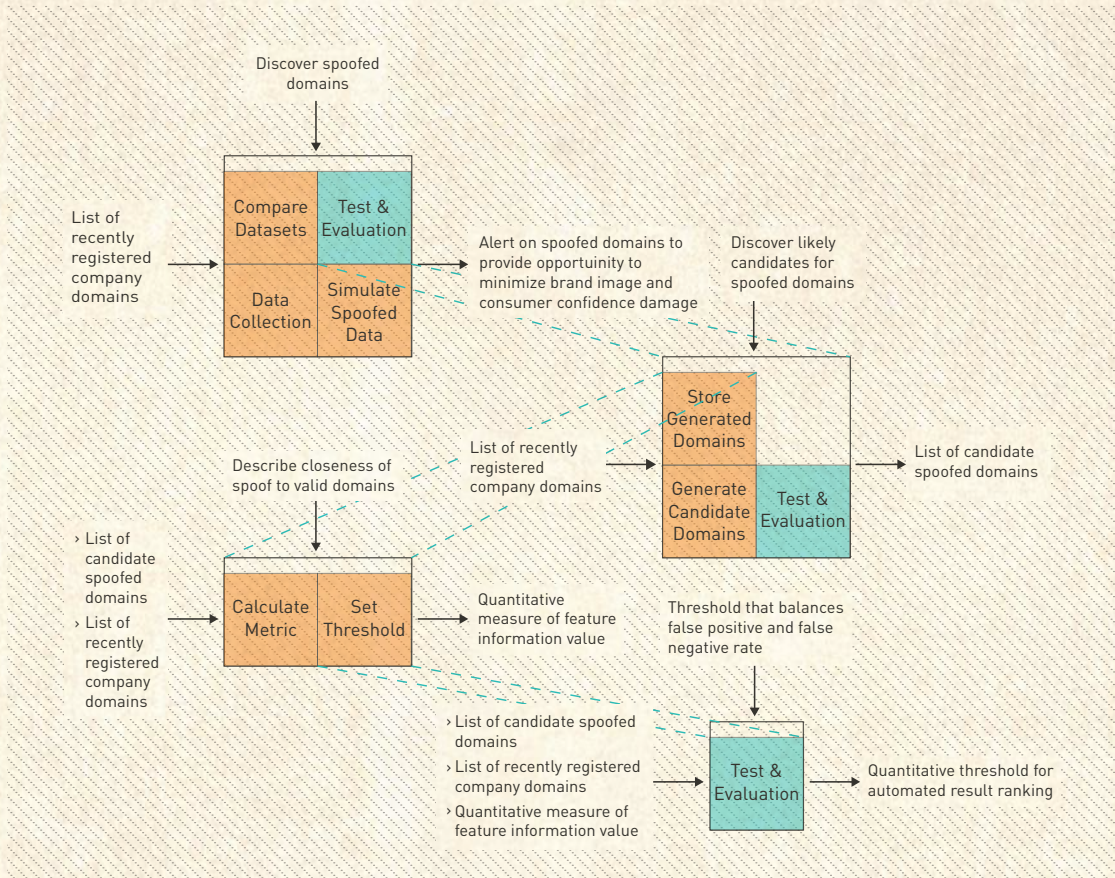 Discover spoofed
domains
List of
recently
registered
company
domains
Compare
Datasets
Test &
Evaluation
Data
Collection
Simulate
Spoofed
Data
Alert on spoofed domains to
provide opportuinity to
minimize brand image and
consumer confidence damage
Discover likely
candidates for
spoofed domains
Store
Generated
Domains
Generate
Candidate
Domains
Test &
Evaluation
List of recently
registered
company domains
List of candidate
spoofed domains
Describe closeness of
spoof to valid domains
› List of
candidate
spoofed
domains
› List of
recently
registered
company
domains
Calculate
Metric
Set
Threshold
Quantitative
measure of feature
information value
Threshold that balances
false positive and false
negative rate
› List of candidate spoofed
domains
› List of recently registered
company domains
› Quantitative measure of
feature information value
Test &
Evaluation
Quantitative threshold for
automated result ranking